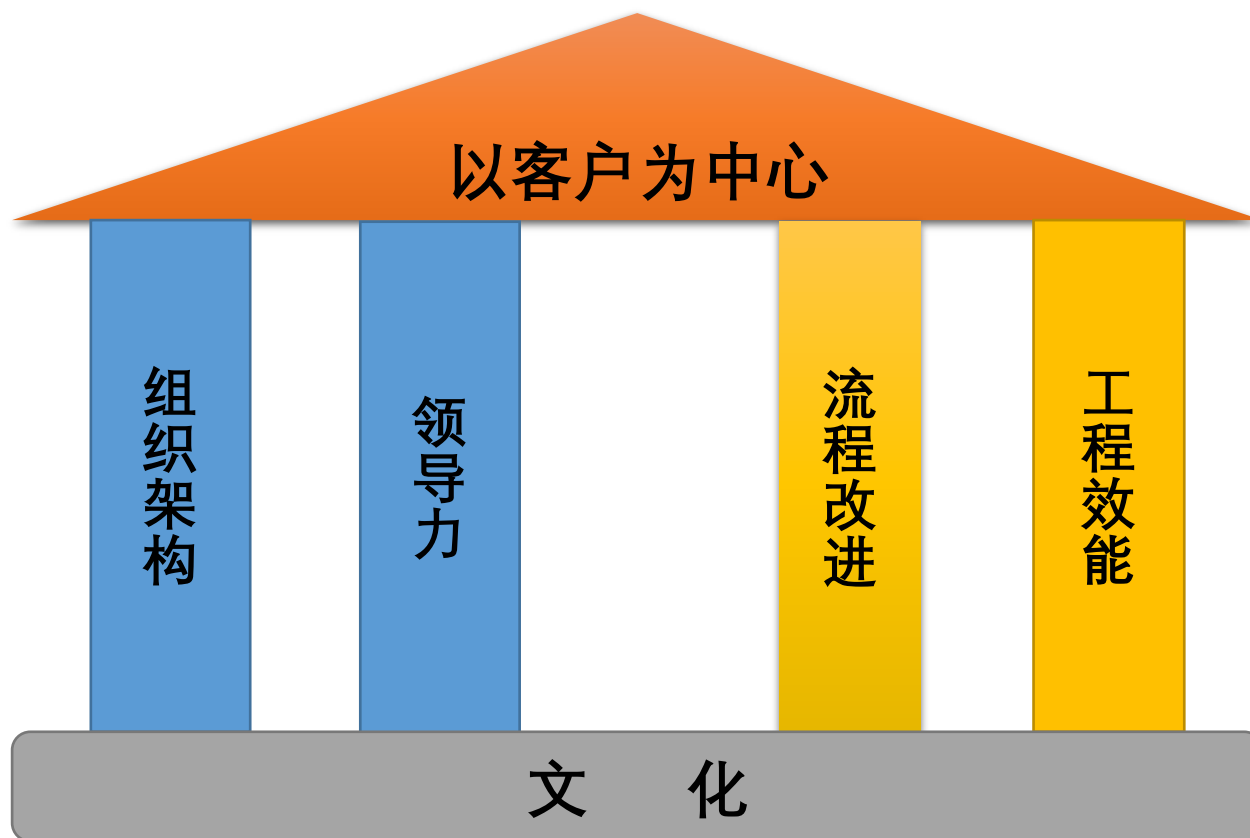 以客户为中心
组织架构
领导力
流程改进
工程效能
文 化